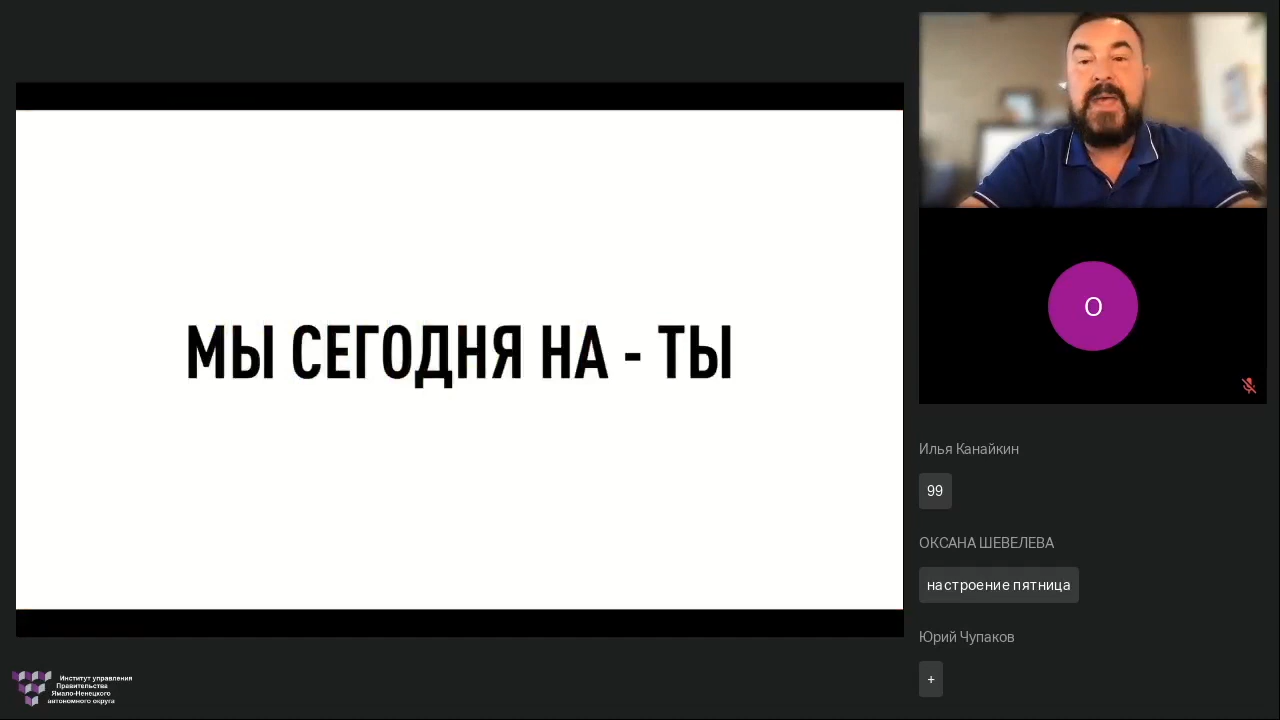 МЫ СЕГОДНЯ НА - ТЫ
О
Илья Канайкин
99
ОКСАНА ШЕВЕЛЕВА
настроение пятница
Юрий Чупаков
+
Институт управления
Правительства
Ямало-Ненецкого
автономного округа